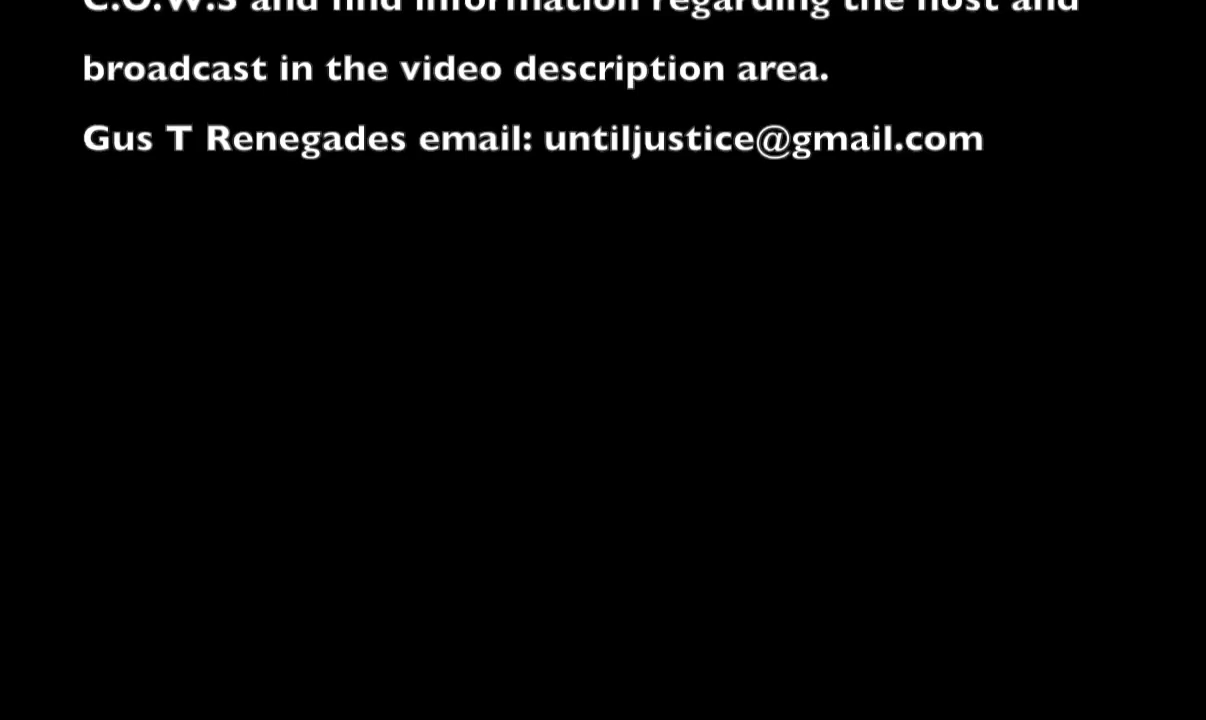 C.O.W.S and find information regarding the host and
broadcast in the video description area.
Gus T Renegades email: untiljustice@gmail.com